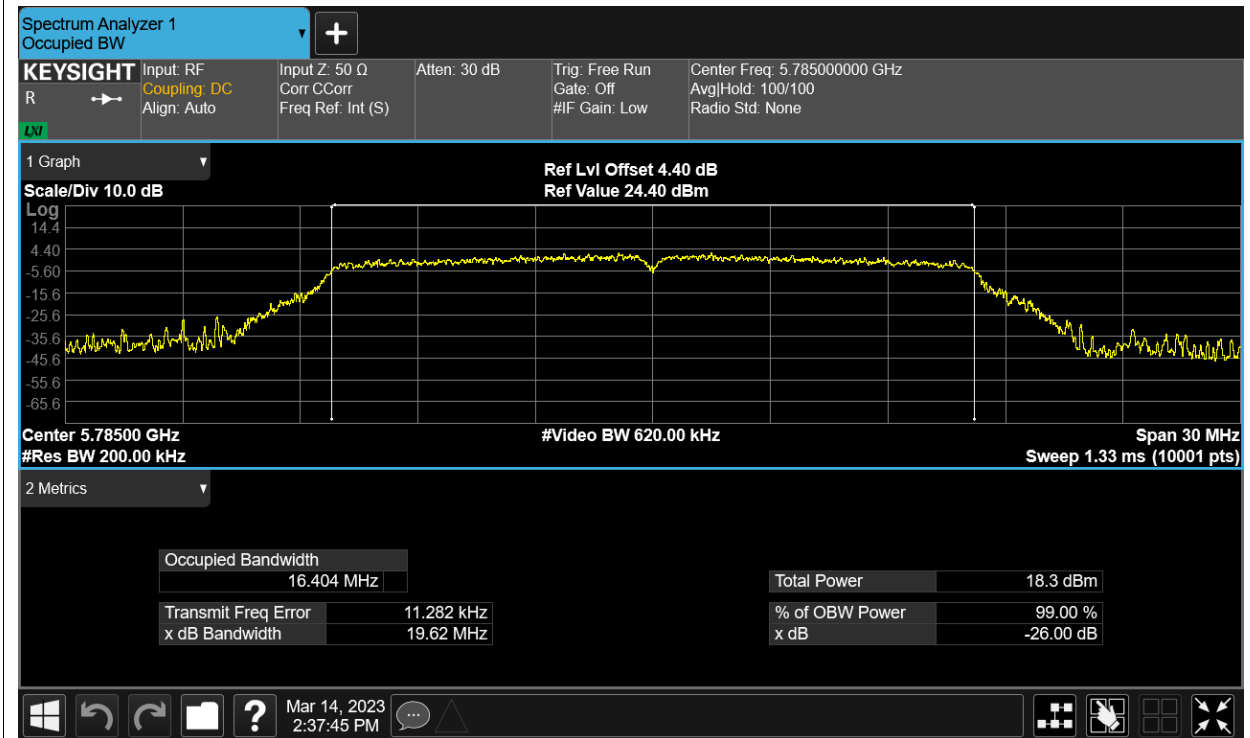 Spectrum Analyzer 1
Occupied BW
KEYSIGHT
R
LXI
Input: RF
Coupling: DC
Align: Auto
Input Z: 50 Ω
Corr CCorr
Freq Ref: Int (S)
Atten: 30 dB
Trig: Free Run
Gate: Off
#IF Gain: Low
Center Freq: 5.785000000 GHz
Avg|Hold: 100/100
Radio Std: None
1 Graph
Scale/Div 10.0 dB
Ref Lvl Offset 4.40 dB
Ref Value 24.40 dBm
Log
14.4
4.40
-5.60
-15.6
-25.6
-35.6
-45.6
-55.6
-65.6
Center 5.78500 GHz
#Video BW 620.00 kHz
Span 30 MHz
#Res BW 200.00 kHz
Sweep 1.33 ms (10001 pts)
2 Metrics
Occupied Bandwidth
16.404 MHz
Total Power 18.3 dBm
Transmit Freq Error 11.282 kHz
% of OBW Power 99.00 %
x dB Bandwidth 19.62 MHz
x dB -26.00 dB
?
Mar 14, 2023
2:37:45 PM